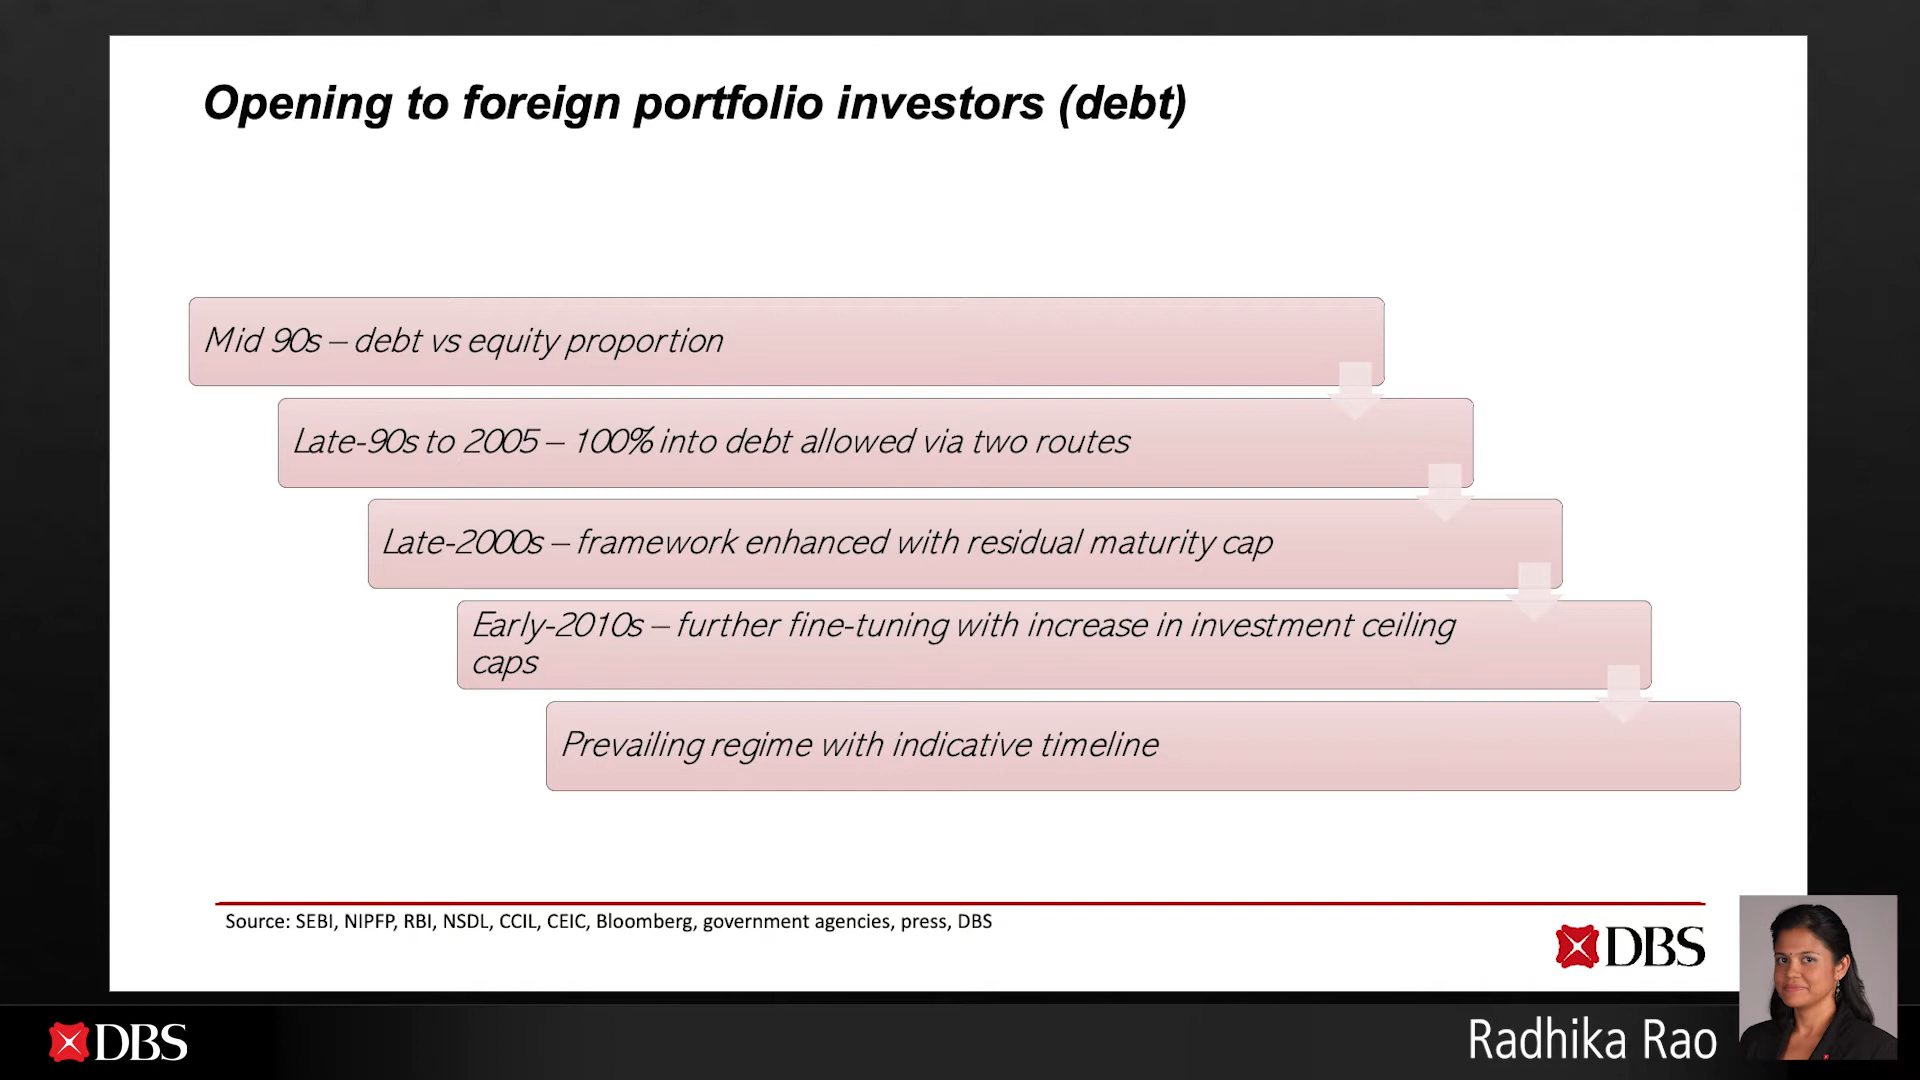 Opening to foreign portfolio investors (debt)
Mid 90s – debt vs equity proportion
Late-90s to 2005 – 100% into debt allowed via two routes
Late-2000s – framework enhanced with residual maturity cap
Early-2010s – further fine-tuning with increase in investment ceiling
caps
Prevailing regime with indicative timeline
Source: SEBI, NIPFP, RBI, NSDL, CCIL, CEIC, Bloomberg, government agencies, press, DBS
DBS
DBS
Radhika Rao